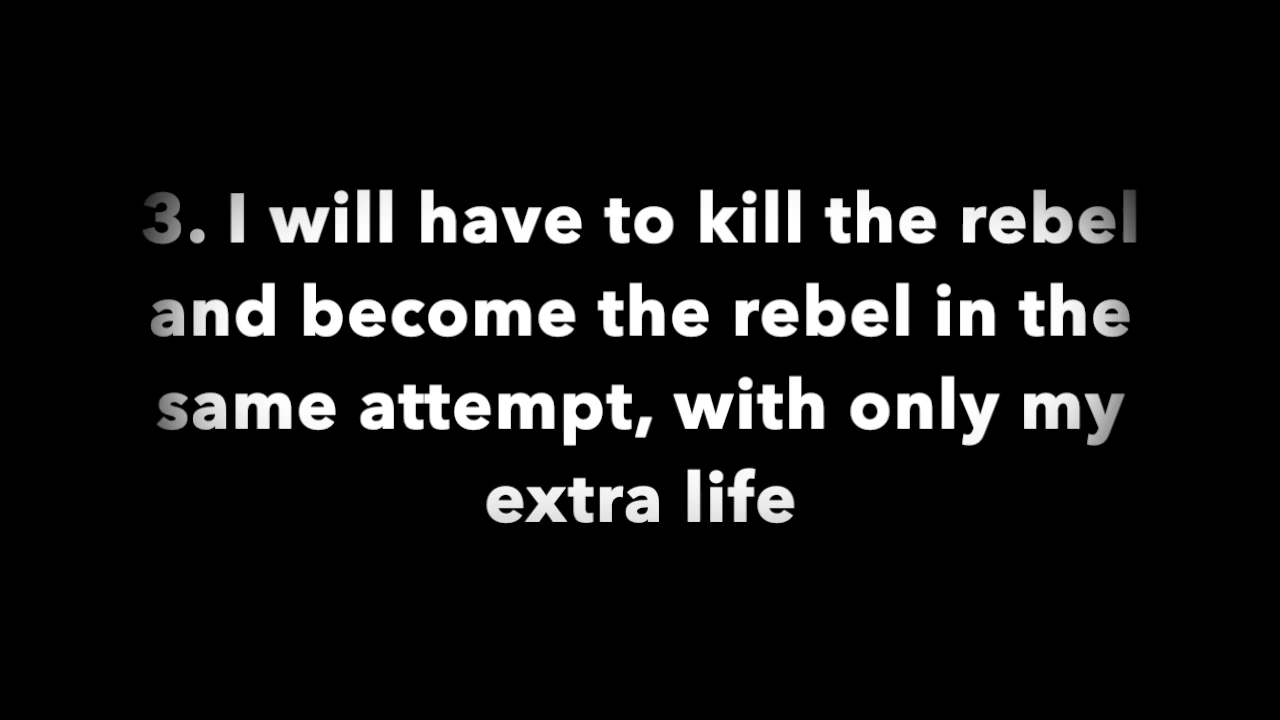 3. I will have to kill the rebel
and become the rebel in the
same attempt, with only my
extra life